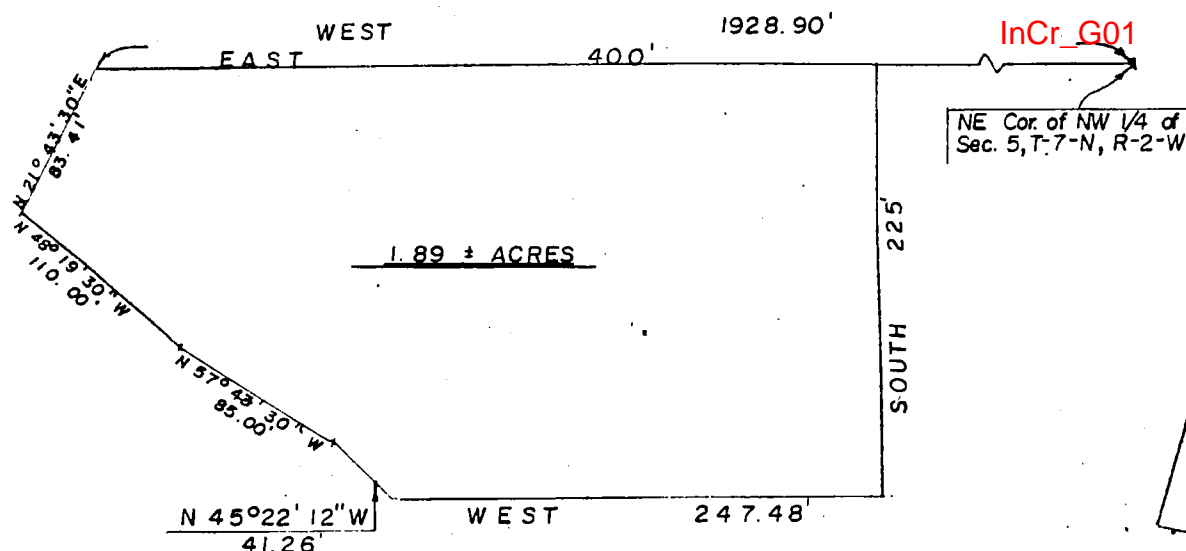 WEST 1928.90'
InCr_G01
EAST 400'
NE Cor. of NW 1/4 of
Sec. 5, T-7-N, R-2-W
N 21° 43' 30" E
83.41'
N 48° 19' 30" W
110.00'
1.89 ± ACRES
SOUTH 225'
N 57° 43' 30" W
85.00'
N 45°22' 12" W
41.26'
WEST 247.48'